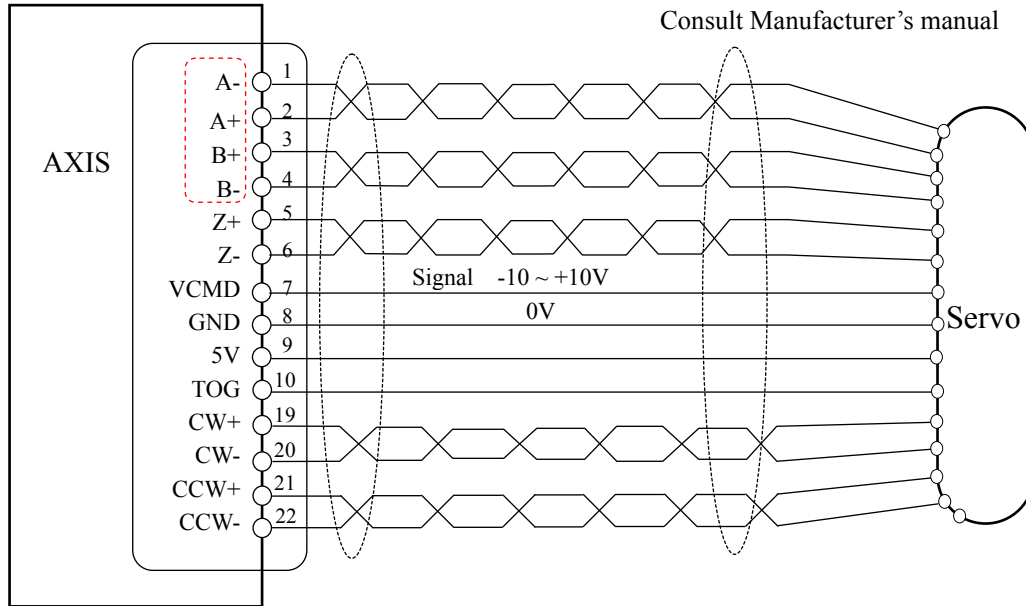 Consult Manufacturer’s manual
AXIS
A- 1
A+ 2
B+ 3
B- 4
Z+ 5
Z- 6
Signal -10 ~ +10V
VCMD 7
0V
GND 8
Servo
5V 9
TOG 10
CW+ 19
CW- 20
CCW+ 21
CCW- 22